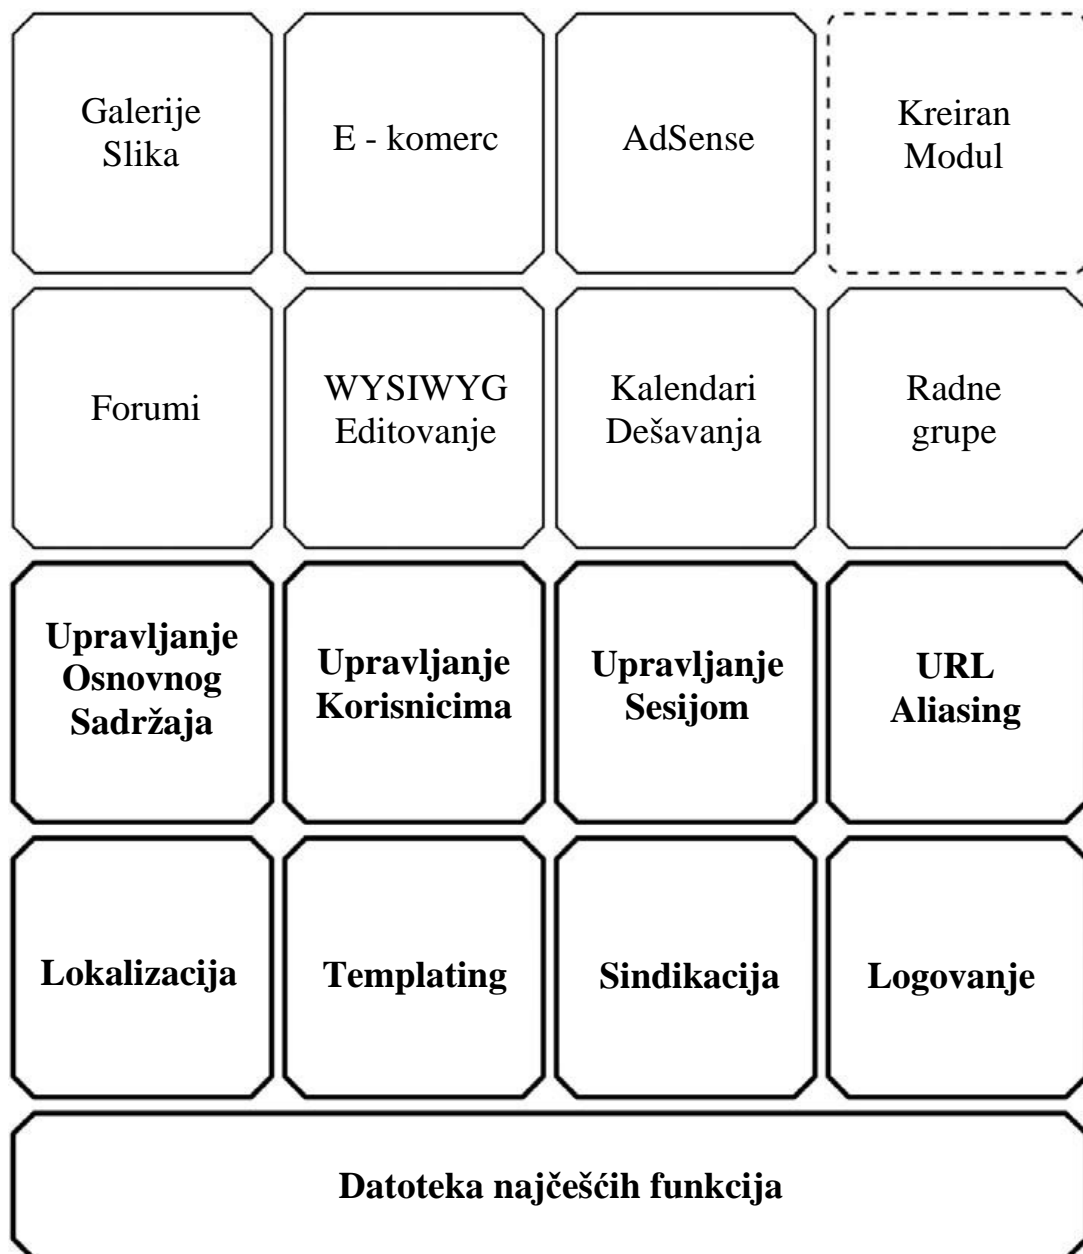 Galerije
Slika
E - komerc
AdSense
Kreiran
Modul
Forumi
WYSIWYG
Editovanje
Kalendari
Dešavanja
Radne
grupe
Upravljanje
Osnovnog
Sadržaja
Upravljanje
Korisnicima
Upravljanje
Sesijom
URL
Aliasing
Lokalizacija
Templating
Sindikacija
Logovanje
Datoteka najčešćih funkcija